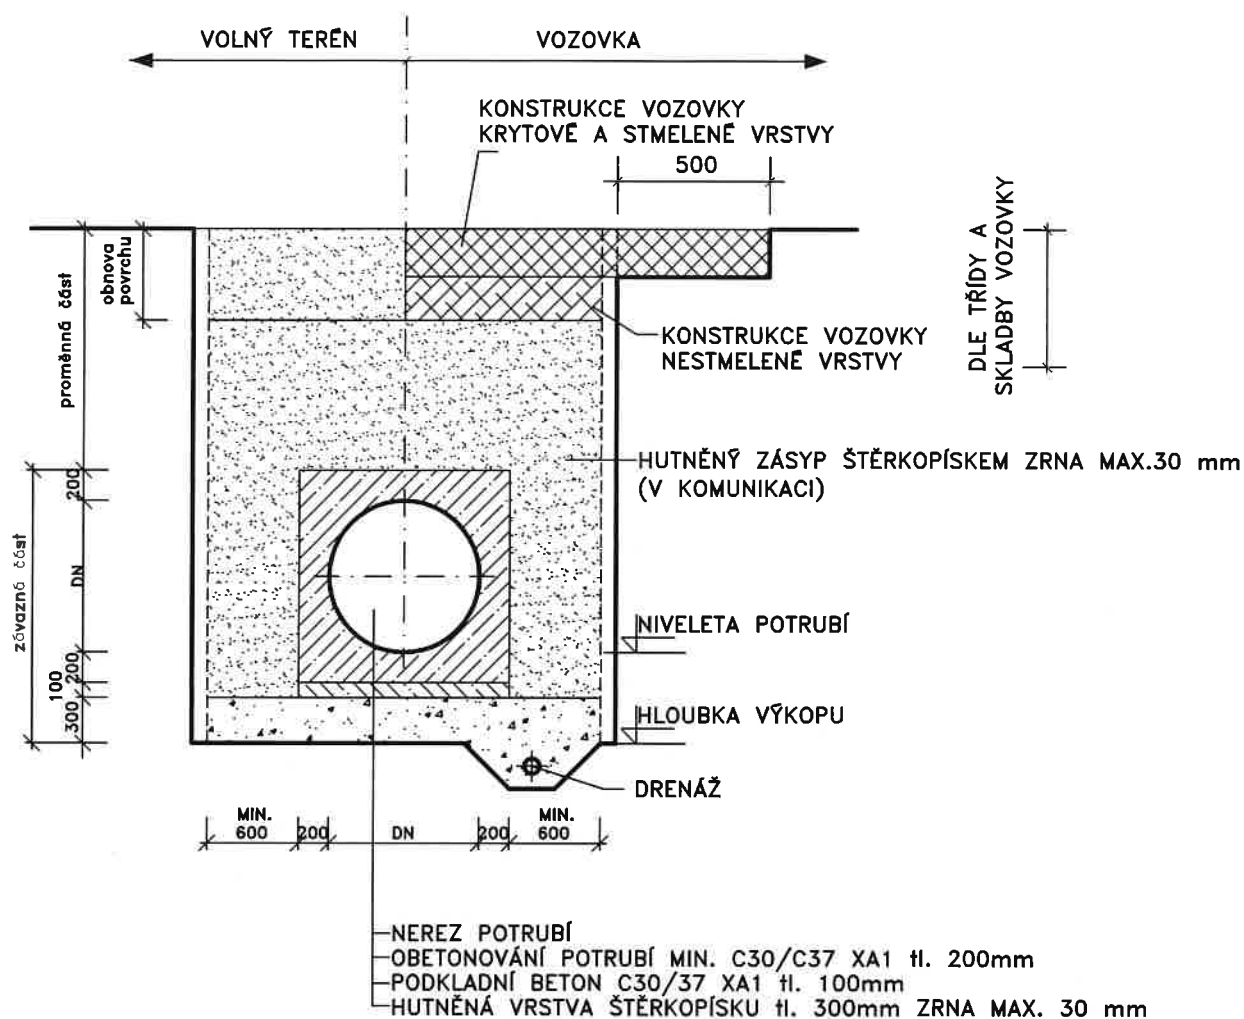 VOLNÝ TERÉN
VOZOVKA
KONSTRUKCE VOZOVKY
KRYTOVÉ A STMELENÉ VRSTVY
500
DLE TŘÍDY A
SKLADBY VOZOVKY
obnova
povrchu
proměnná část
KONSTRUKCE VOZOVKY
NESTMELENÉ VRSTVY
HUTNĚNÝ ZÁSYP ŠTĚRKOPÍSKEM ZRNA MAX.30 mm
(V KOMUNIKACI)
závazná část
200
DN
200
100
300
NIVELETA POTRUBÍ
HLOUBKA VÝKOPU
DRENÁŽ
MIN.
600
200
DN
200
MIN.
600
NEREZ POTRUBÍ
OBETONOVÁNÍ POTRUBÍ MIN. C30/C37 XA1 tl. 200mm
PODKLADNÍ BETON C30/37 XA1 tl. 100mm
HUTNĚNÁ VRSTVA ŠTĚRKOPÍSKU tl. 300mm ZRNA MAX. 30 mm